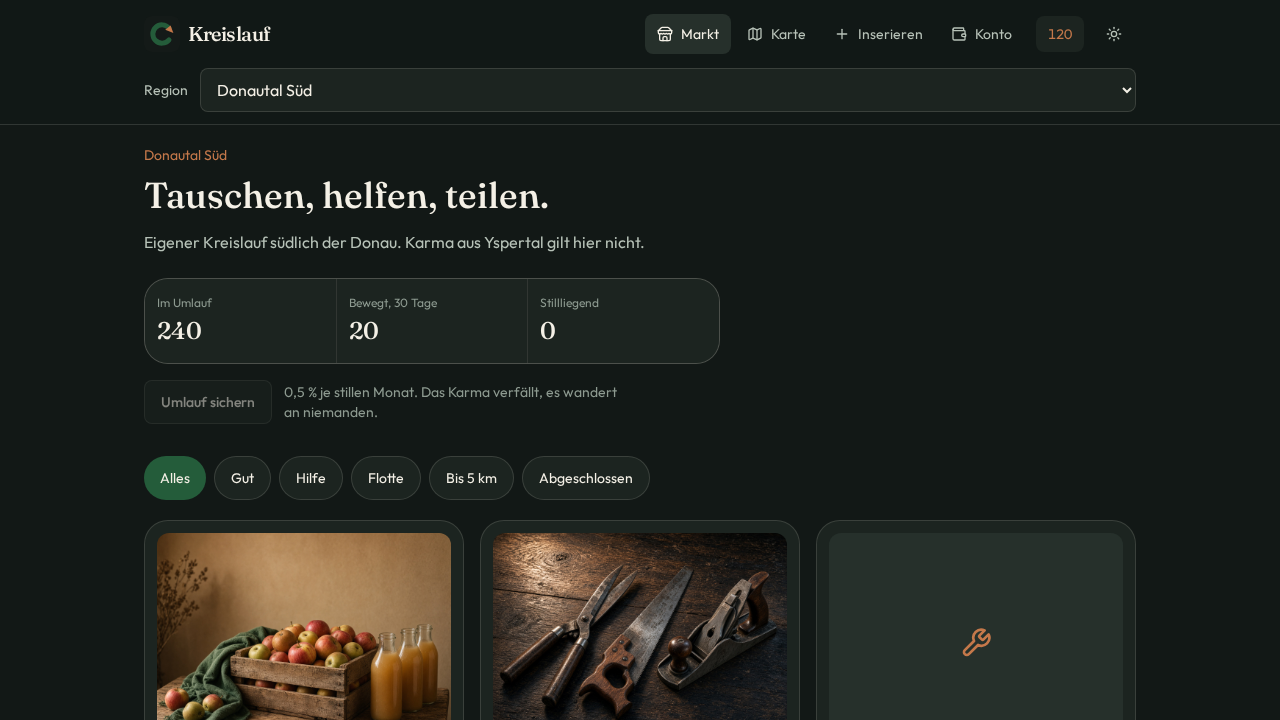 Kreislauf
Markt
Karte
Inserieren
Konto
120
Region
Donautal Süd
Donautal Süd
Tauschen, helfen, teilen.
Eigener Kreislauf südlich der Donau. Karma aus Yspertal gilt hier nicht.
Im Umlauf
240
Bewegt, 30 Tage
20
Stillliegend
0
Umlauf sichern
0,5 % je stillen Monat. Das Karma verfällt, es wandert
an niemanden.
Alles
Gut
Hilfe
Flotte
Bis 5 km
Abgeschlossen